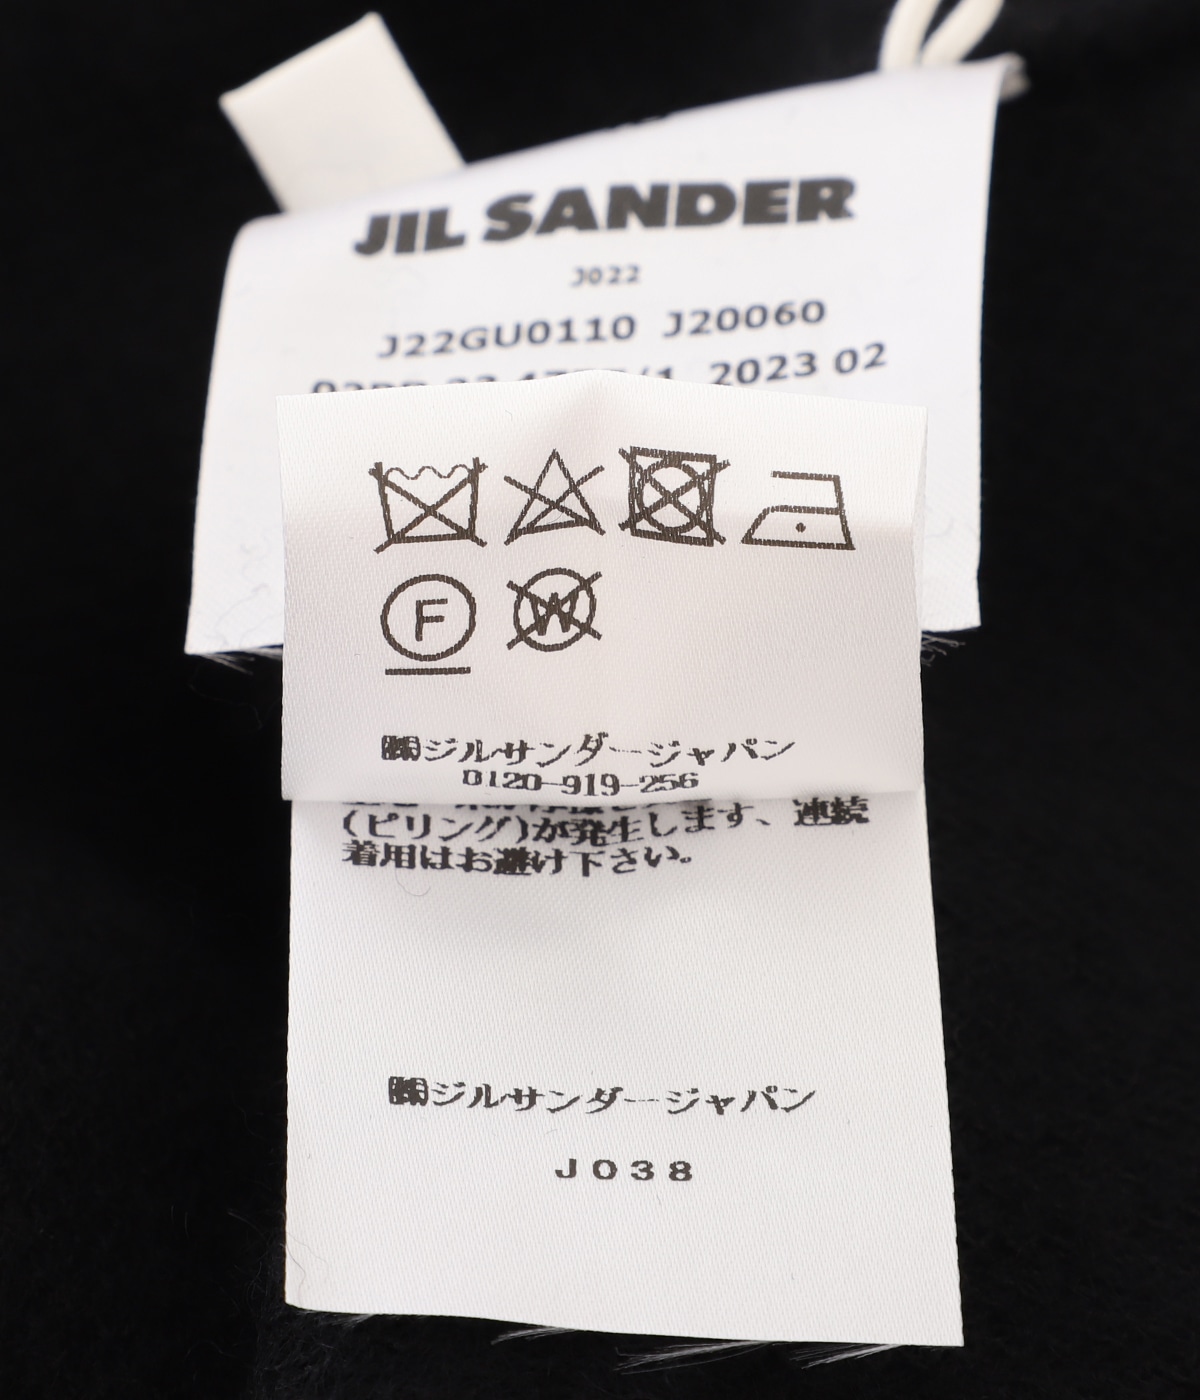 JIL SANDER
J022
J22GU0110 J20060
2023 02
F
W
㈱ジルサンダージャパン
0120-919-256
(ピリング)が発生します、連続
着用はお避け下さい。
㈱ジルサンダージャパン
J038